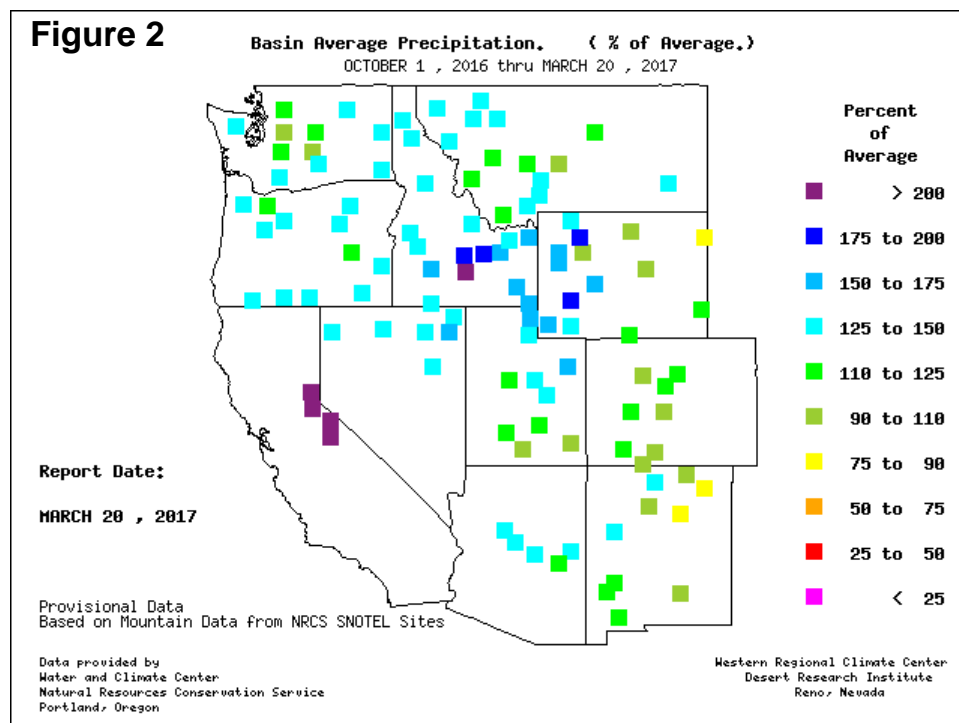 Figure 2
Basin Average Precipitation. ( % of Average.)
OCTOBER 1 , 2016 thru MARCH 20 , 2017
Percent
of
Average
> 200
175 to 200
150 to 175
125 to 150
110 to 125
90 to 110
75 to 90
50 to 75
25 to 50
< 25
Report Date:
MARCH 20 , 2017
Provisional Data
Based on Mountain Data from NRCS SNOTEL Sites
Data provided by
Water and Climate Center
Natural Resources Conservation Service
Portland, Oregon
Western Regional Climate Center
Desert Research Institute
Reno, Nevada